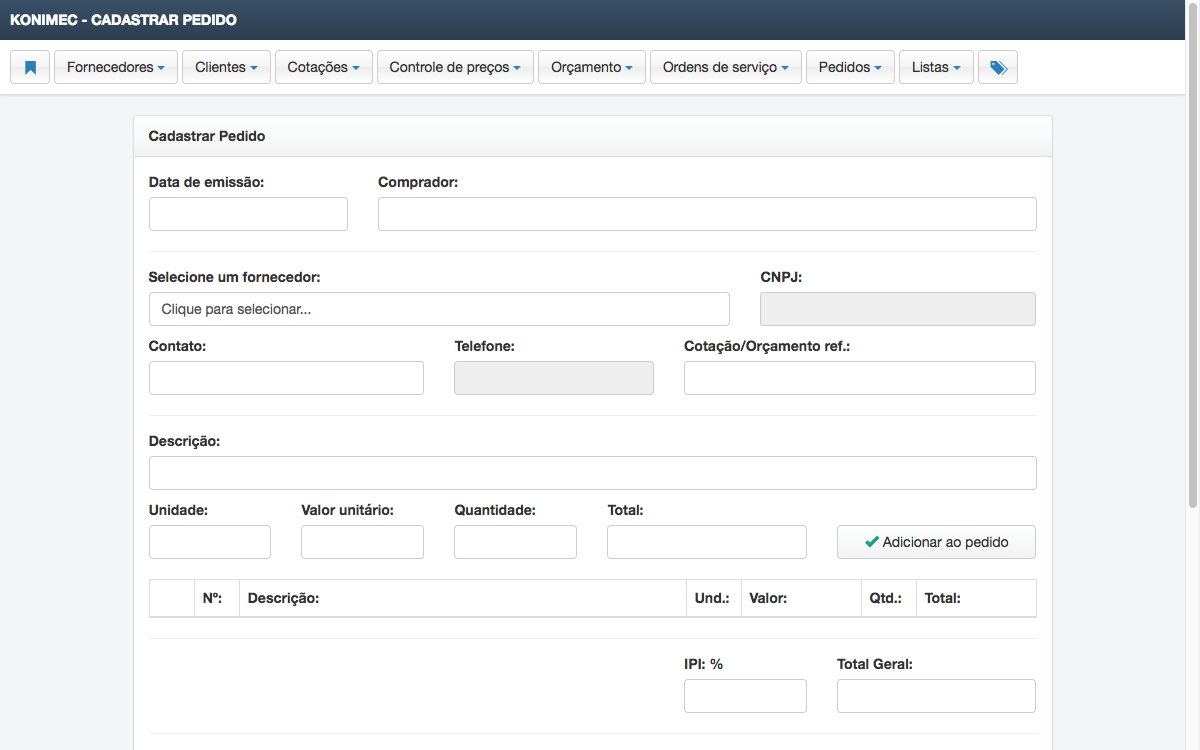 KONIMEC - CADASTRAR PEDIDO
Fornecedores Clientes Cotações Controle de preços Orçamento Ordens de serviço Pedidos Listas
Cadastrar Pedido
Data de emissão: Comprador:
Selecione um fornecedor: CNPJ:
Clique para selecionar...
Contato: Telefone: Cotação/Orçamento ref.:
Descrição:
Unidade: Valor unitário: Quantidade: Total:
Adicionar ao pedido
Nº: Descrição: Und.: Valor: Qtd.: Total:
IPI: % Total Geral: